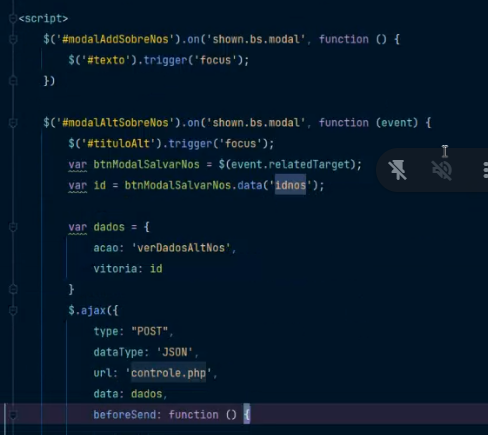 <script>
$('#modalAddSobreNos').on('shown.bs.modal', function () {
$('#texto').trigger('focus');
})
$('#modalAltSobreNos').on('shown.bs.modal', function (event) {
$('#tituloAlt').trigger('focus');
var btnModalSalvarNos = $(event.relatedTarget);
var id = btnModalSalvarNos.data('idnos');
var dados = {
acao: 'verDadosAltNos',
vitoria: id
}
$.ajax({
type: "POST",
dataType: 'JSON',
url: 'controle.php',
data: dados,
beforeSend: function () {